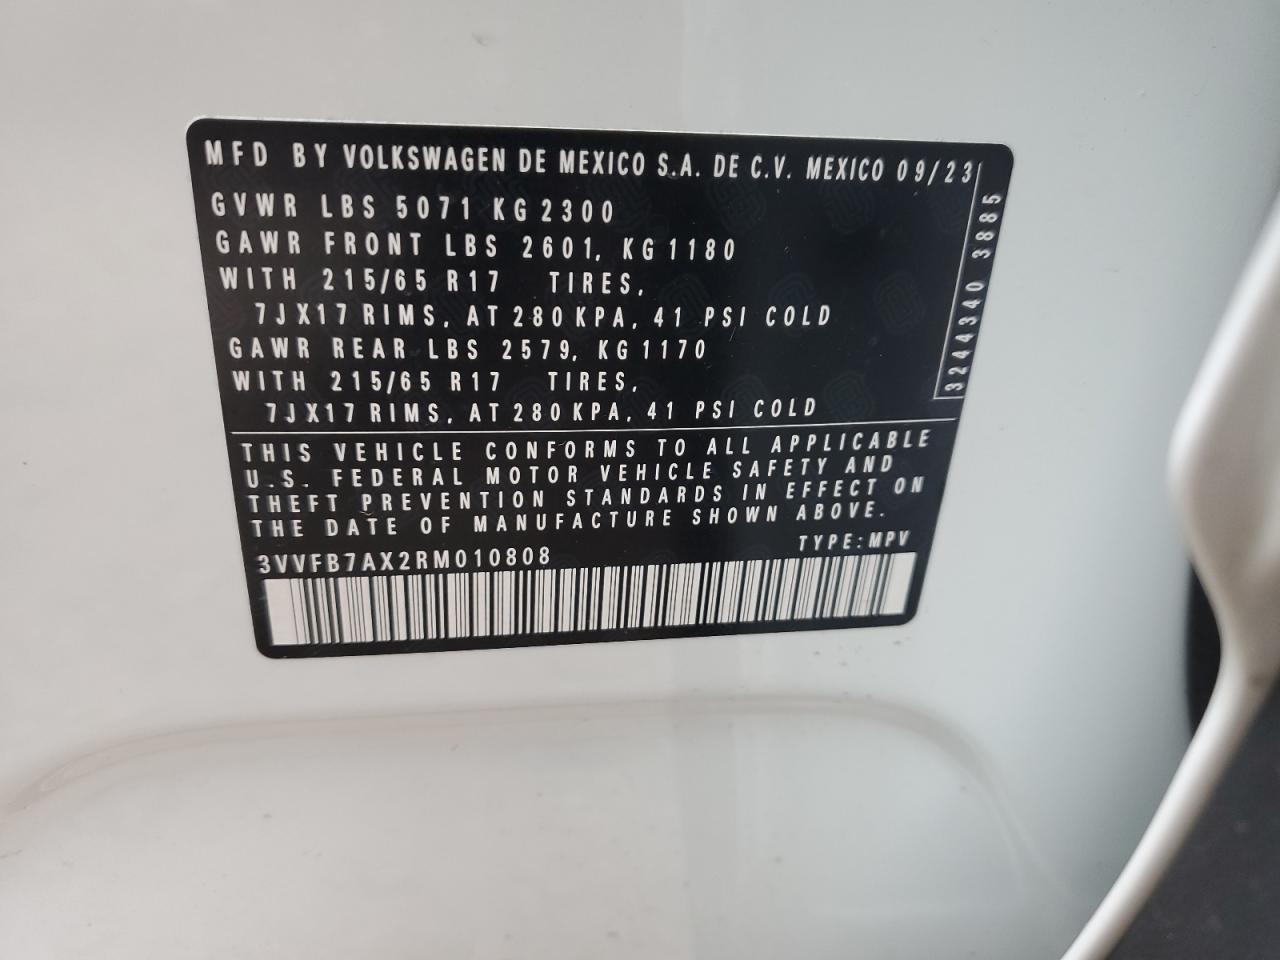 MFD BY VOLKSWAGEN DE MEXICO S.A. DE C.V. MEXICO 09/23
GVWR LBS 5071 KG 2300
GAWR FRONT LBS 2601, KG 1180
WITH 215/65 R17 TIRES,
7JX17 RIMS, AT 280 KPA, 41 PSI COLD
GAWR REAR LBS 2579, KG 1170
WITH 215/65 R17 TIRES,
7JX17 RIMS, AT 280 KPA, 41 PSI COLD
3244340 3885
THIS VEHICLE CONFORMS TO ALL APPLICABLE
U.S. FEDERAL MOTOR VEHICLE SAFETY AND
THEFT PREVENTION STANDARDS IN EFFECT ON
THE DATE OF MANUFACTURE SHOWN ABOVE.
3VVFB7AX2RM010808 TYPE: MPV